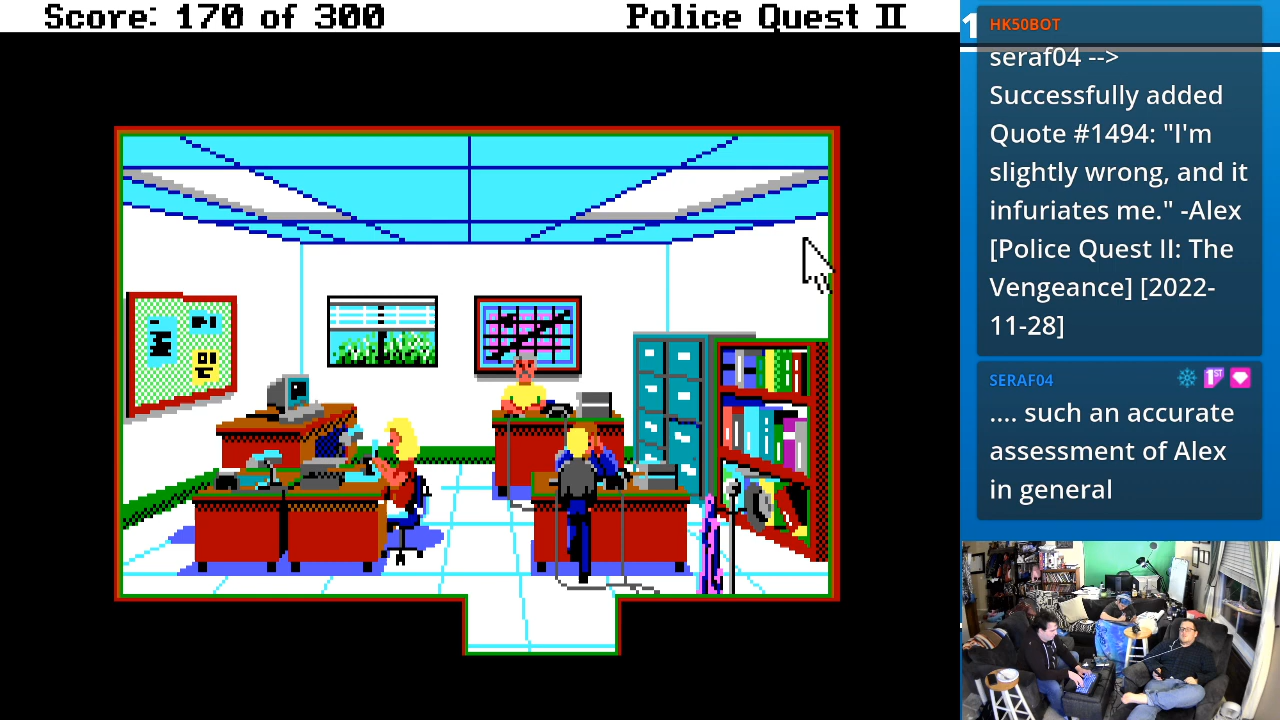 Score: 170 of 300
Police Quest II
1
HK50BOT
seraf04 -->
Successfully added
Quote #1494: "I'm
slightly wrong, and it
infuriates me." -Alex
[Police Quest II: The
Vengeance] [2022-
11-28]
SERAF04
1ST
.... such an accurate
assessment of Alex
in general